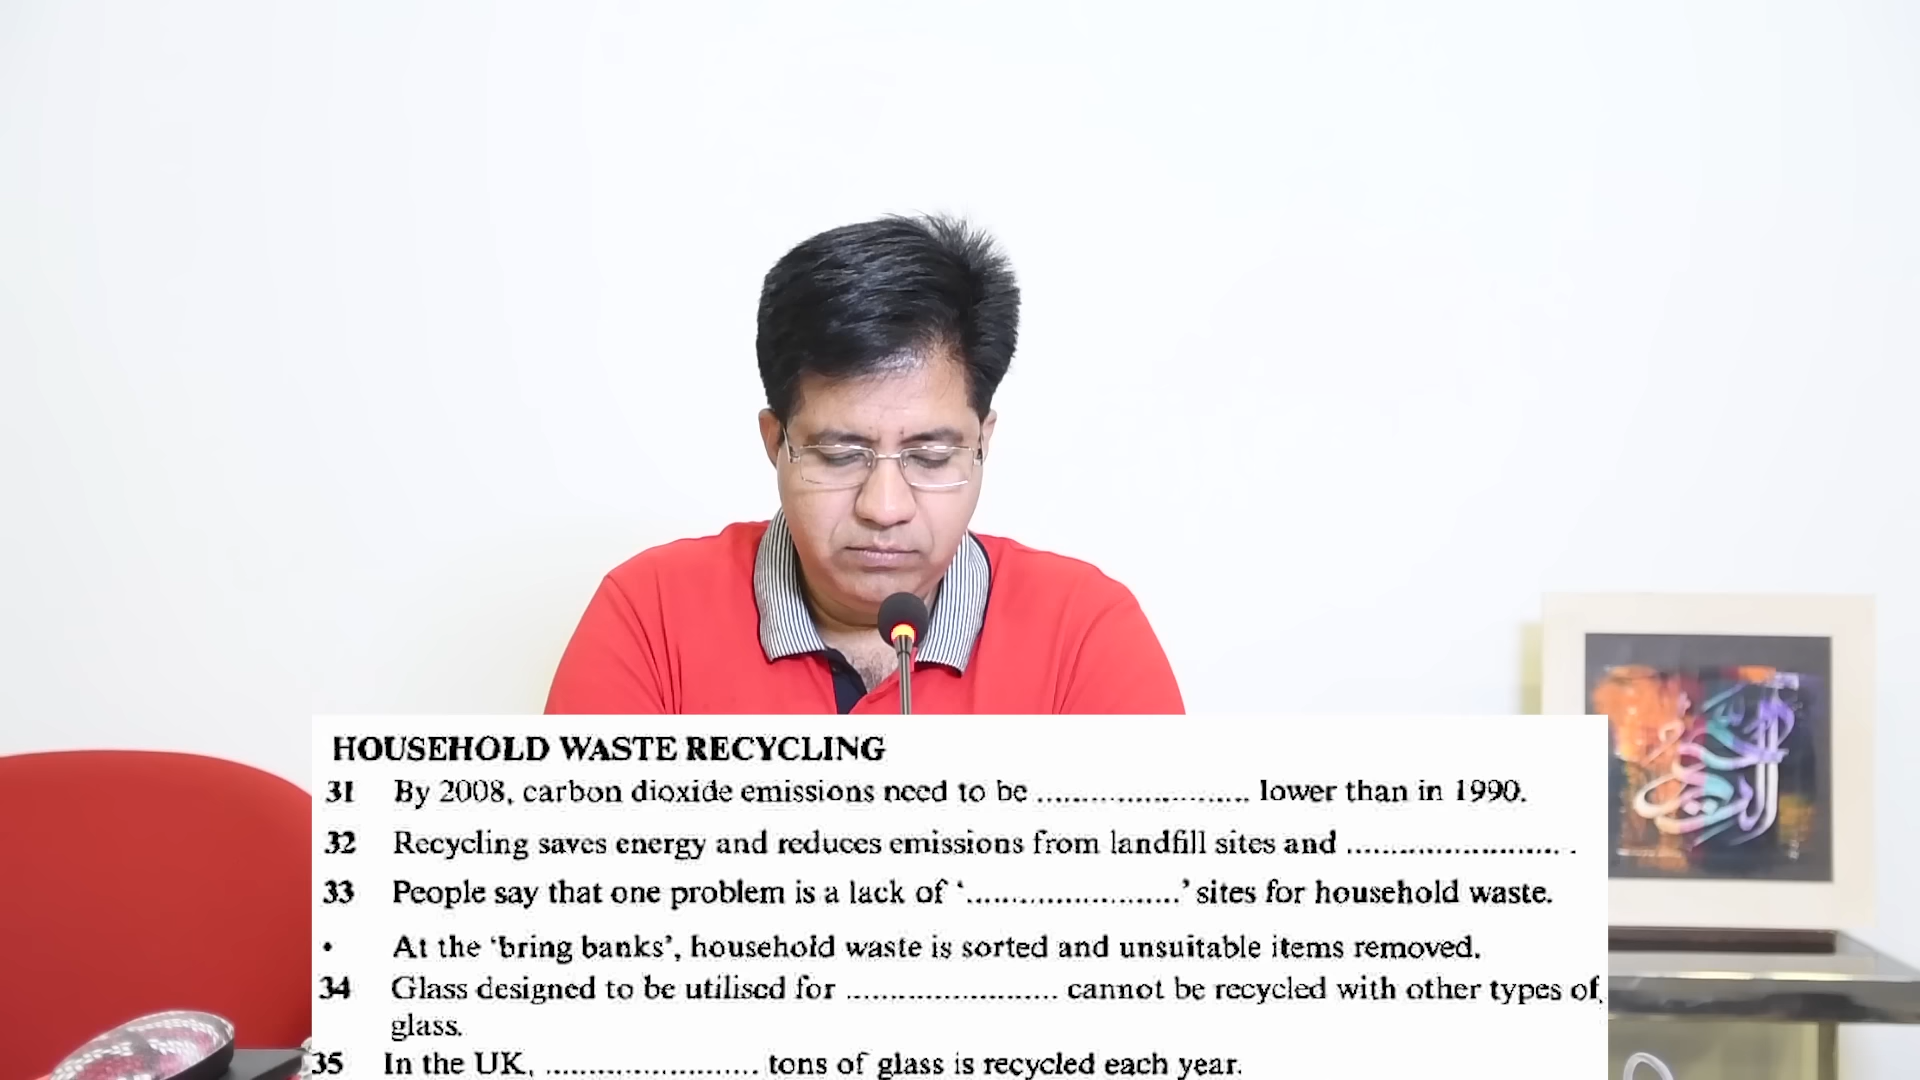 HOUSEHOLD WASTE RECYCLING
31 By 2008, carbon dioxide emissions need to be ........................ lower than in 1990.
32 Recycling saves energy and reduces emissions from landfill sites and ........................ .
33 People say that one problem is a lack of ‘........................’ sites for household waste.
• At the ‘bring banks’, household waste is sorted and unsuitable items removed.
34 Glass designed to be utilised for ........................ cannot be recycled with other types of
glass.
35 In the UK, ........................ tons of glass is recycled each year.